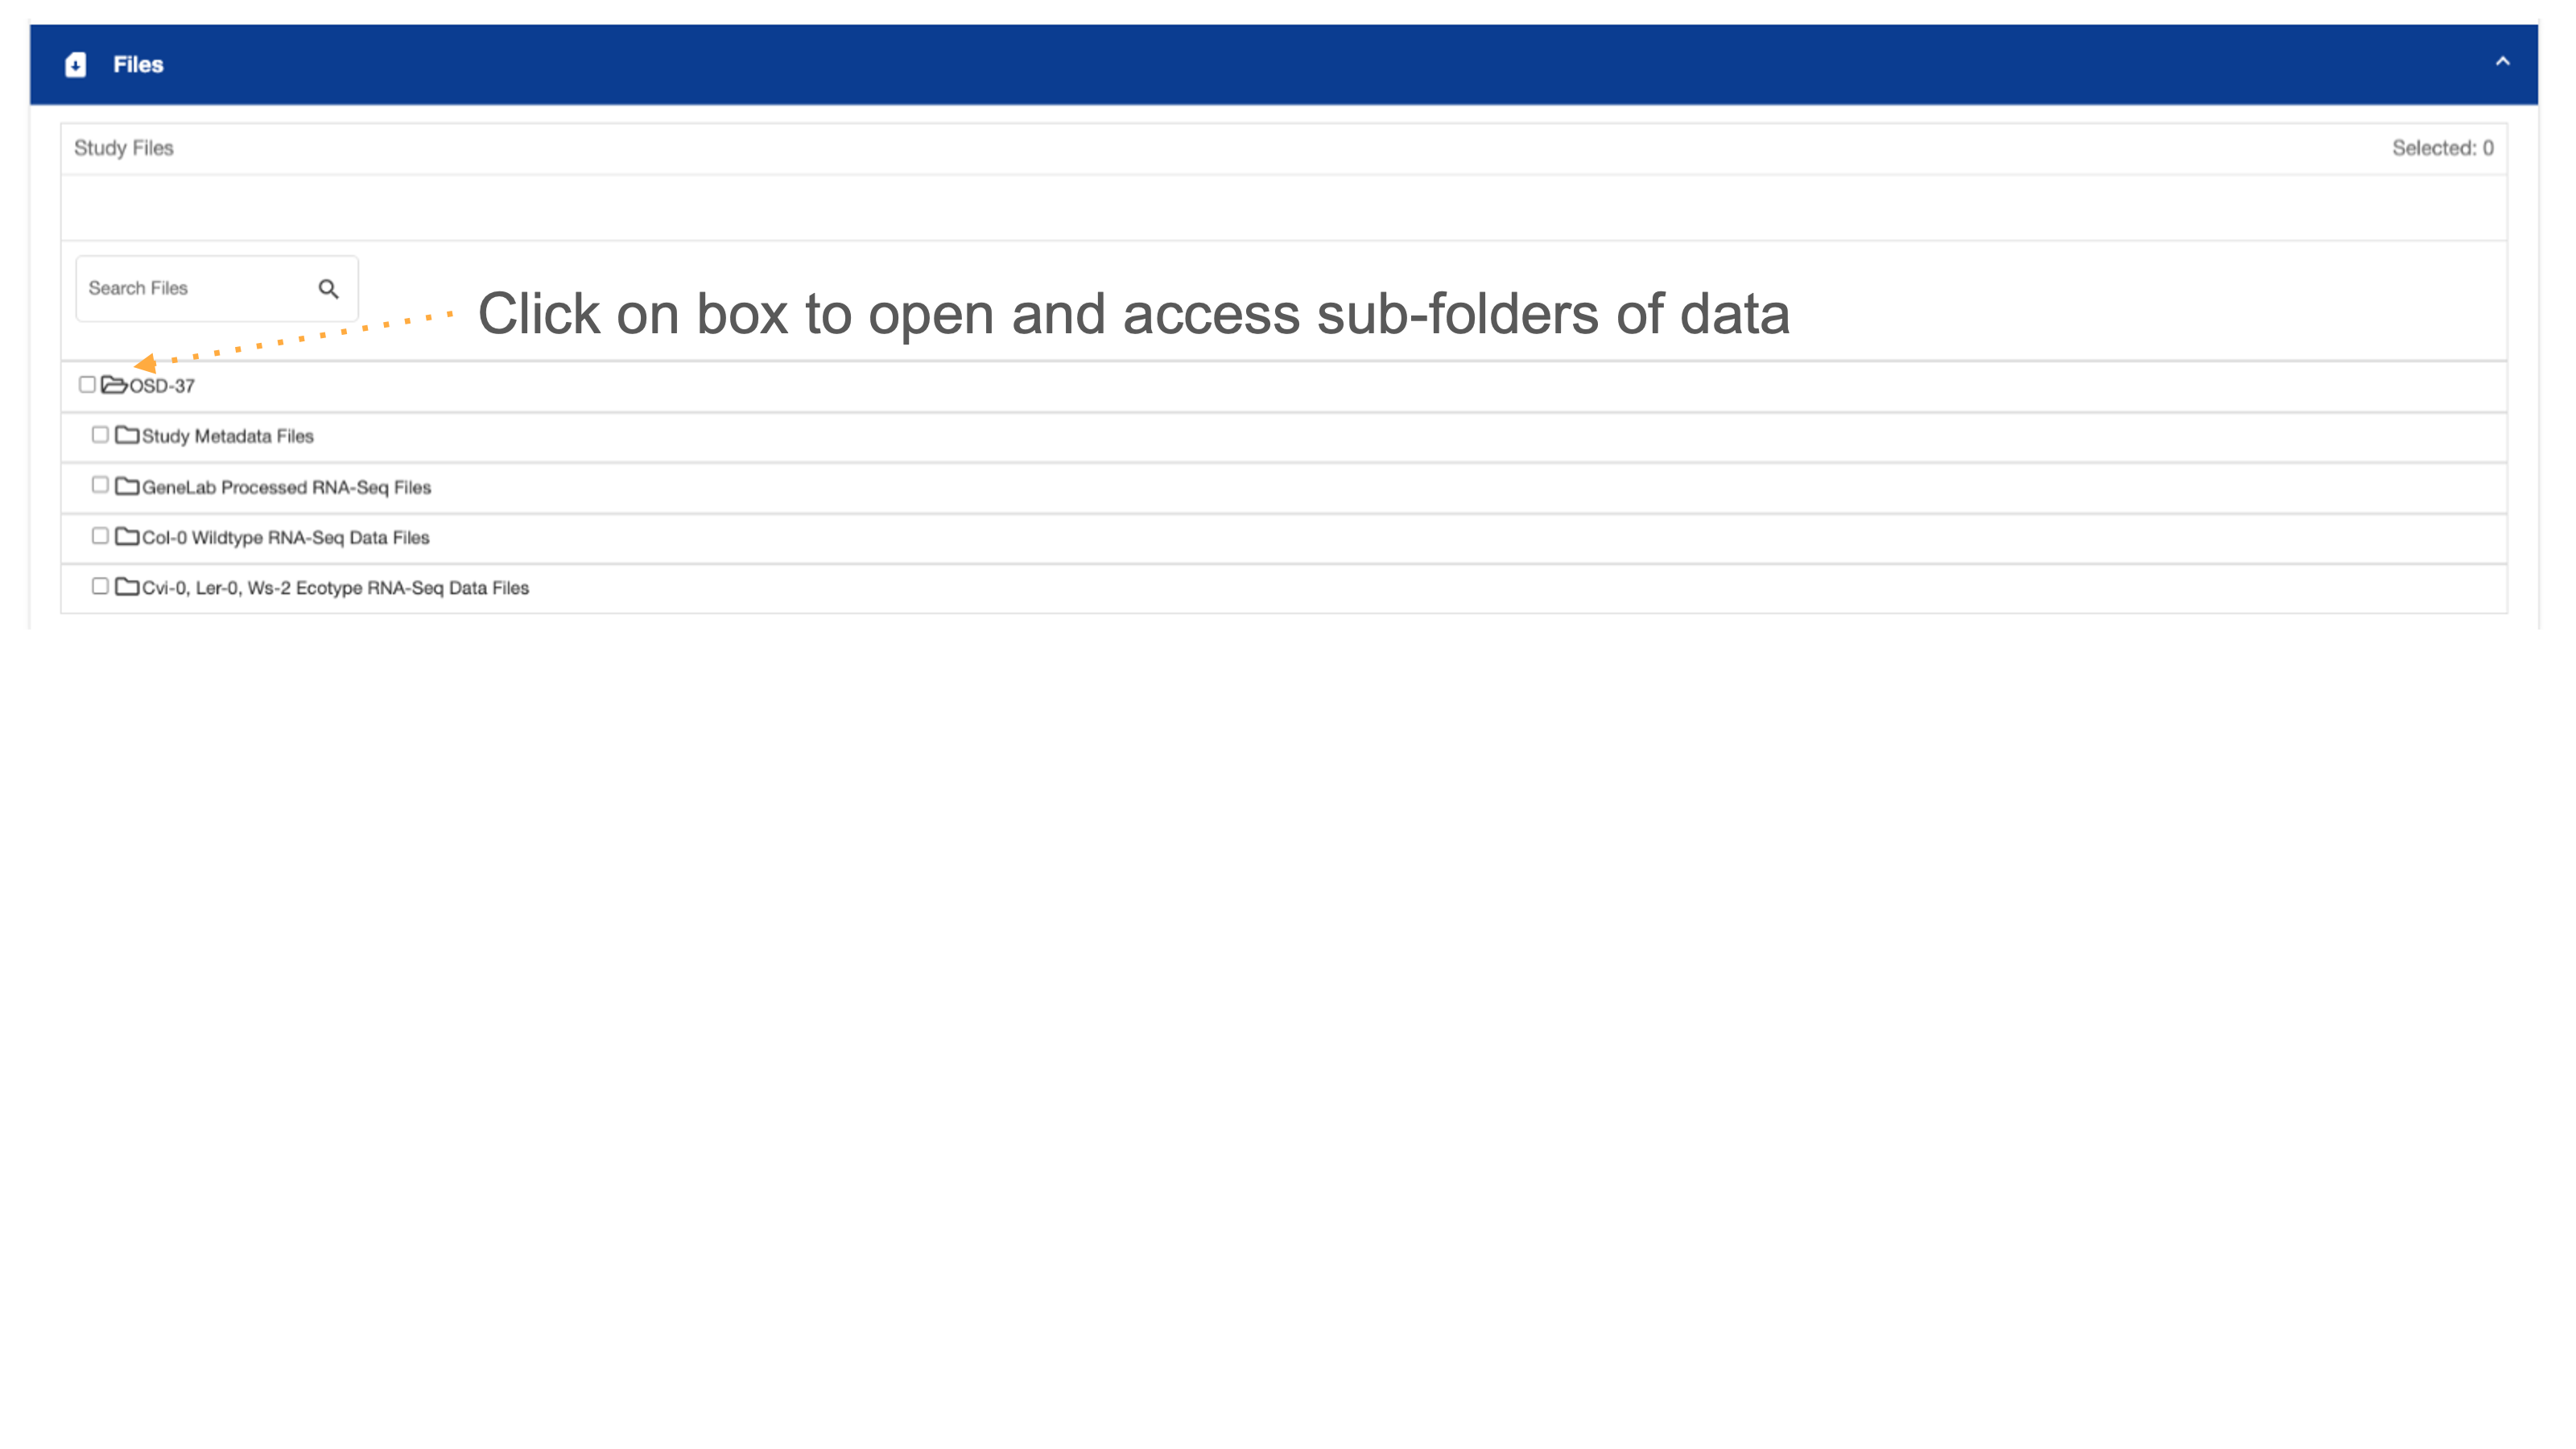 Files
Study Files
Selected: 0
Search Files
Click on box to open and access sub-folders of data
OSD-37
Study Metadata Files
GeneLab Processed RNA-Seq Files
Col-0 Wildtype RNA-Seq Data Files
Cvi-0, Ler-0, Ws-2 Ecotype RNA-Seq Data Files